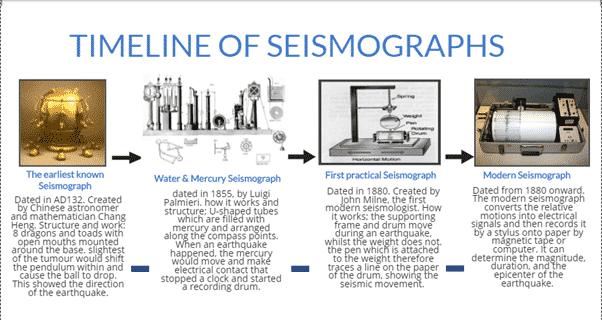 TIMELINE OF SEISMOGRAPHS
The earliest known
Seismograph
Dated in AD132. Created
by Chinese astronomer
and mathematician Chang
Heng. Structure and work:
8 dragons and toads with
open mouths mounted
around the base. slightest
of the tumour would shift
the pendulum within and
cause the ball to drop.
This showed the direction
of the earthquake.
Water & Mercury Seismograph
dated in 1855, by Luigi
Palmieri. how it works and
structure: U-shaped tubes
which are filled with
mercury and arranged
along the compass points.
When an earthquake
happened, the mercury
would move and make
electrical contact that
stopped a clock and started
a recording drum.
Spring
Weight
Pen
Rotating
Drum
Horizontal Motion
First practical Seismograph
Dated in 1880. Created by
John Milne, the first
modern seismologist. How
it works: the supporting
frame and drum move
during an earthquake,
whilst the weight does not.
the pen which is attached
to the weight therefore
traces a line on the paper
of the drum, showing the
seismic movement.
Modern Seismograph
Dated from 1880 onward.
The modern seismograph
converts the relative
motions into electrical
signals and then records it
by a stylus onto paper by
magnetic tape or
computer. it can
determine the magnitude,
duration, and the
epicenter of the
earthquake.